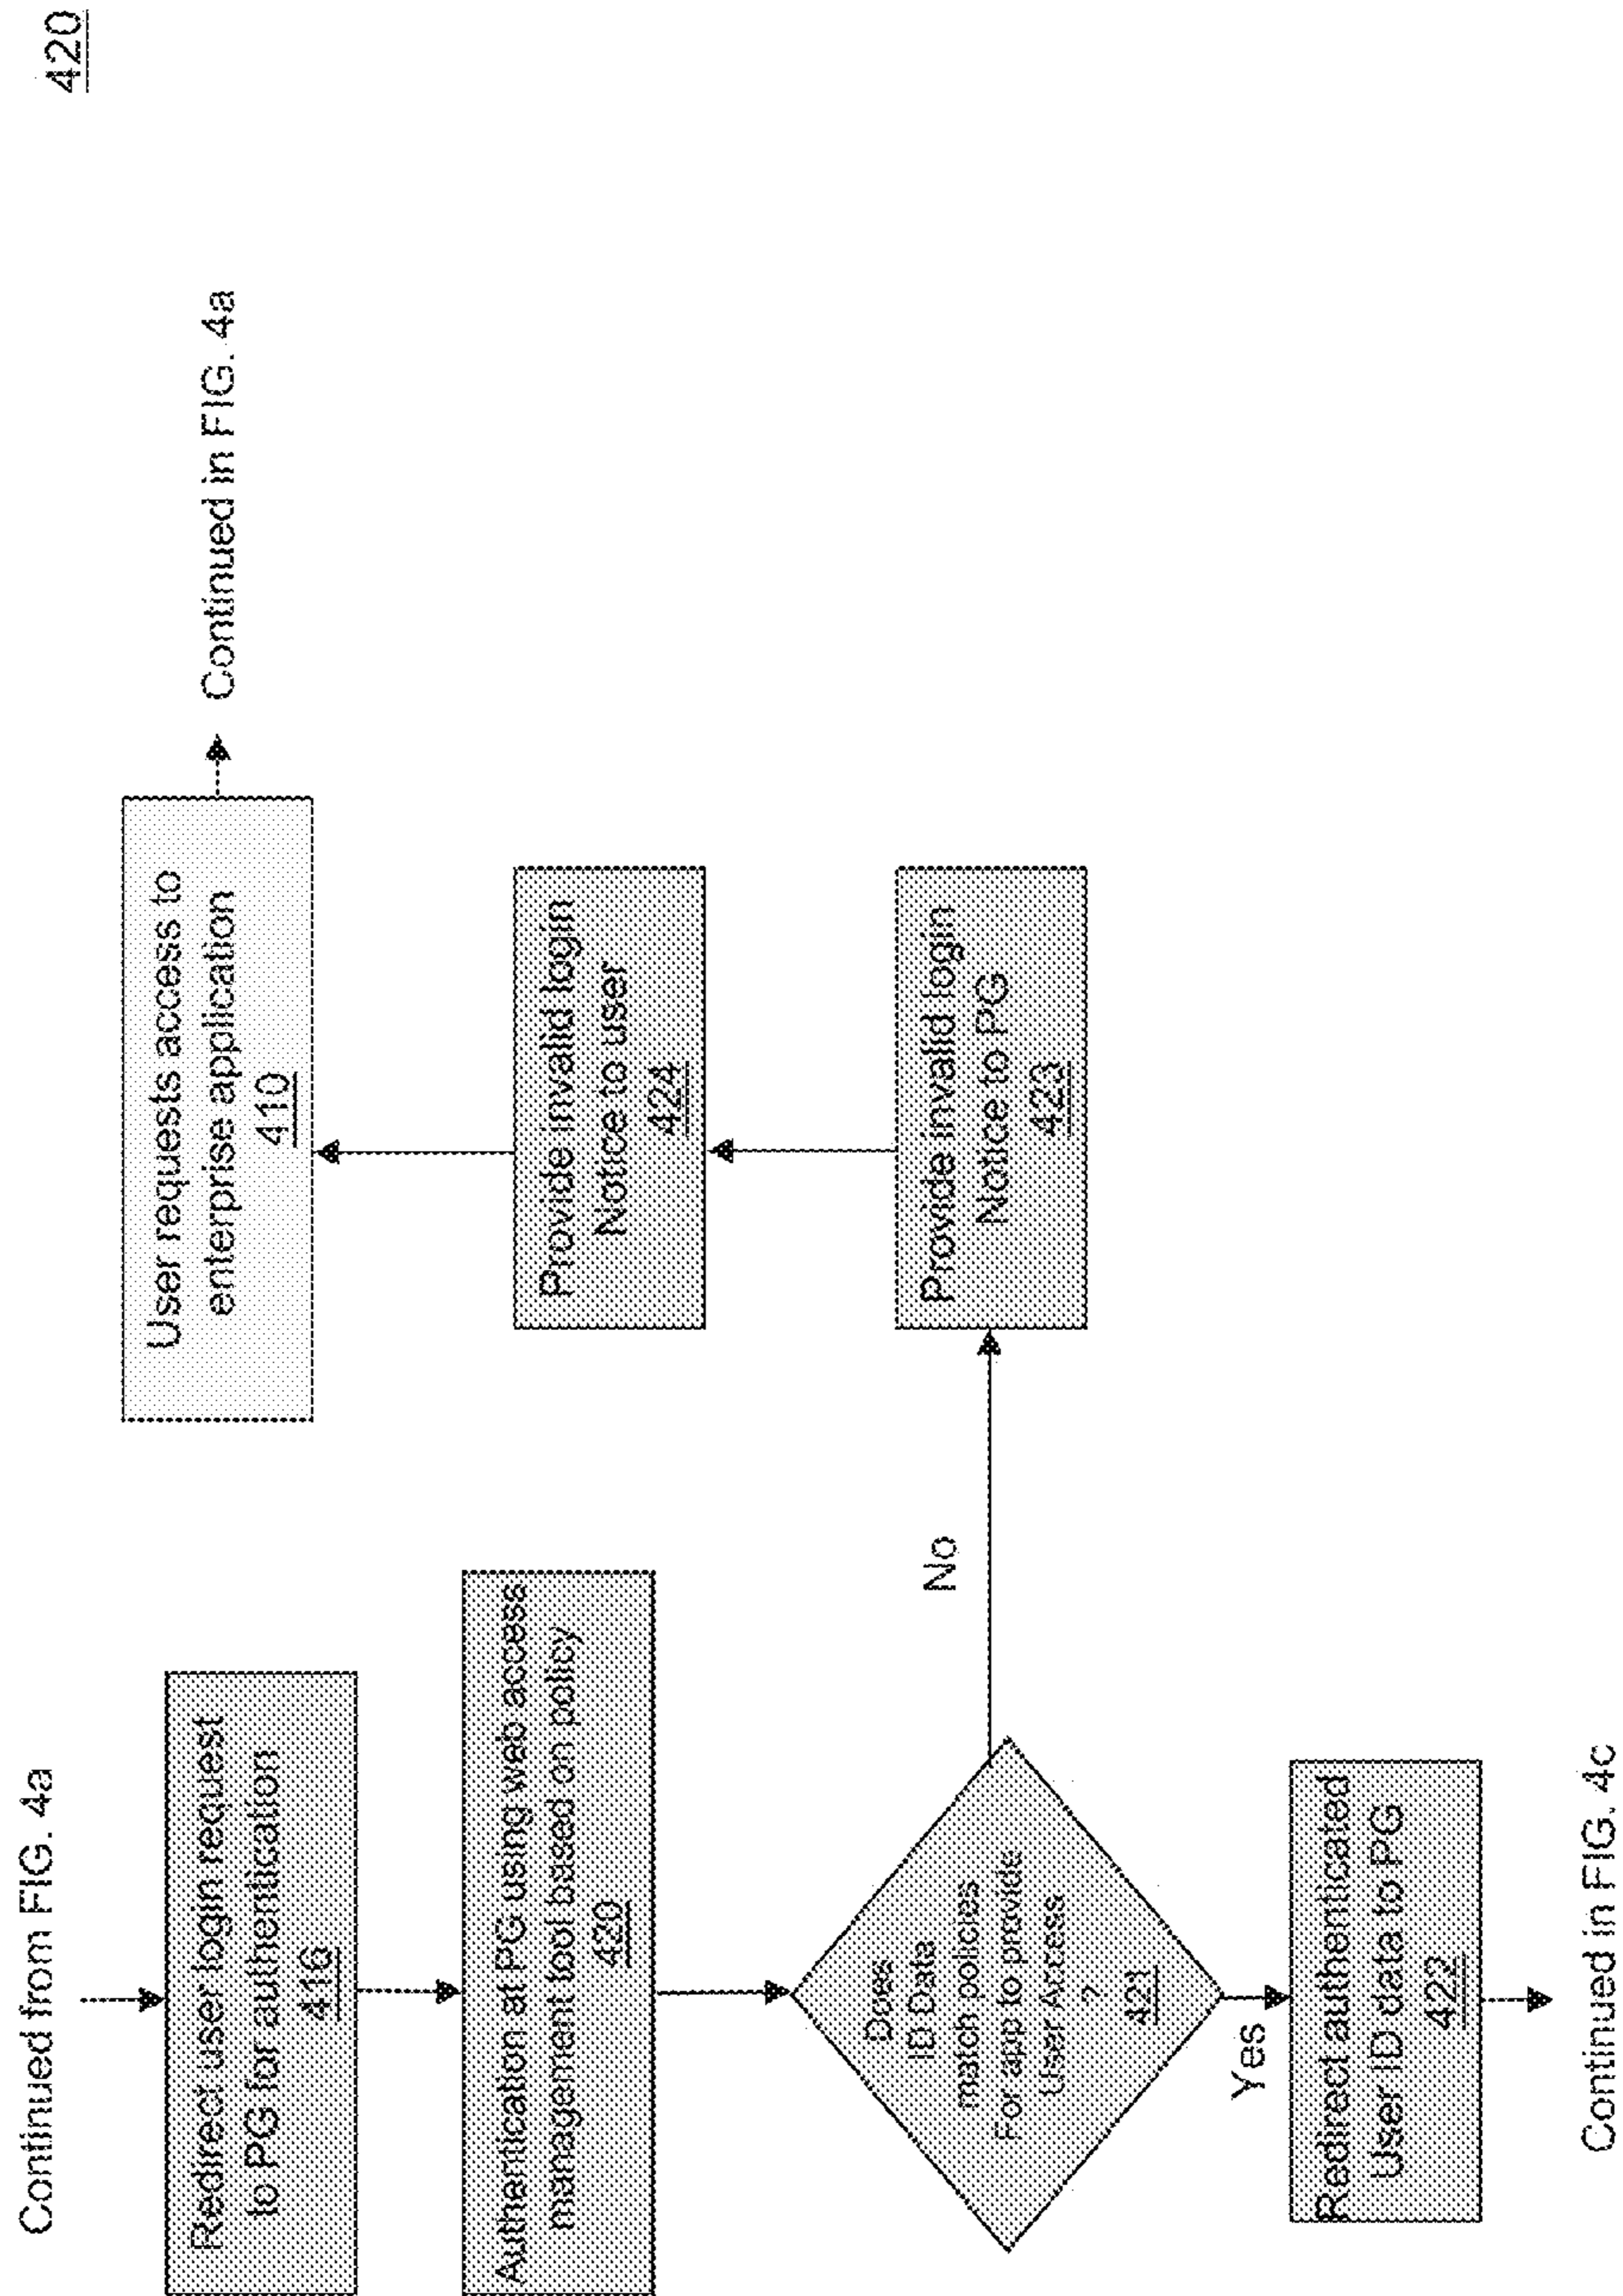 420
Continued from FIG. 4a
Redirect user login request
to PG for authentication
416
Authentication at PG using web access
management tool based on policy
420
Does
ID Data
match policies
For app to provide
User Access
?
421
Yes
No
Redirect authenticated
User ID data to PG
422
Continued in FIG. 4c
Provide invalid login
Notice to PG
423
Provide invalid login
Notice to user
424
User requests access to
enterprise application
410
Continued in FIG. 4a